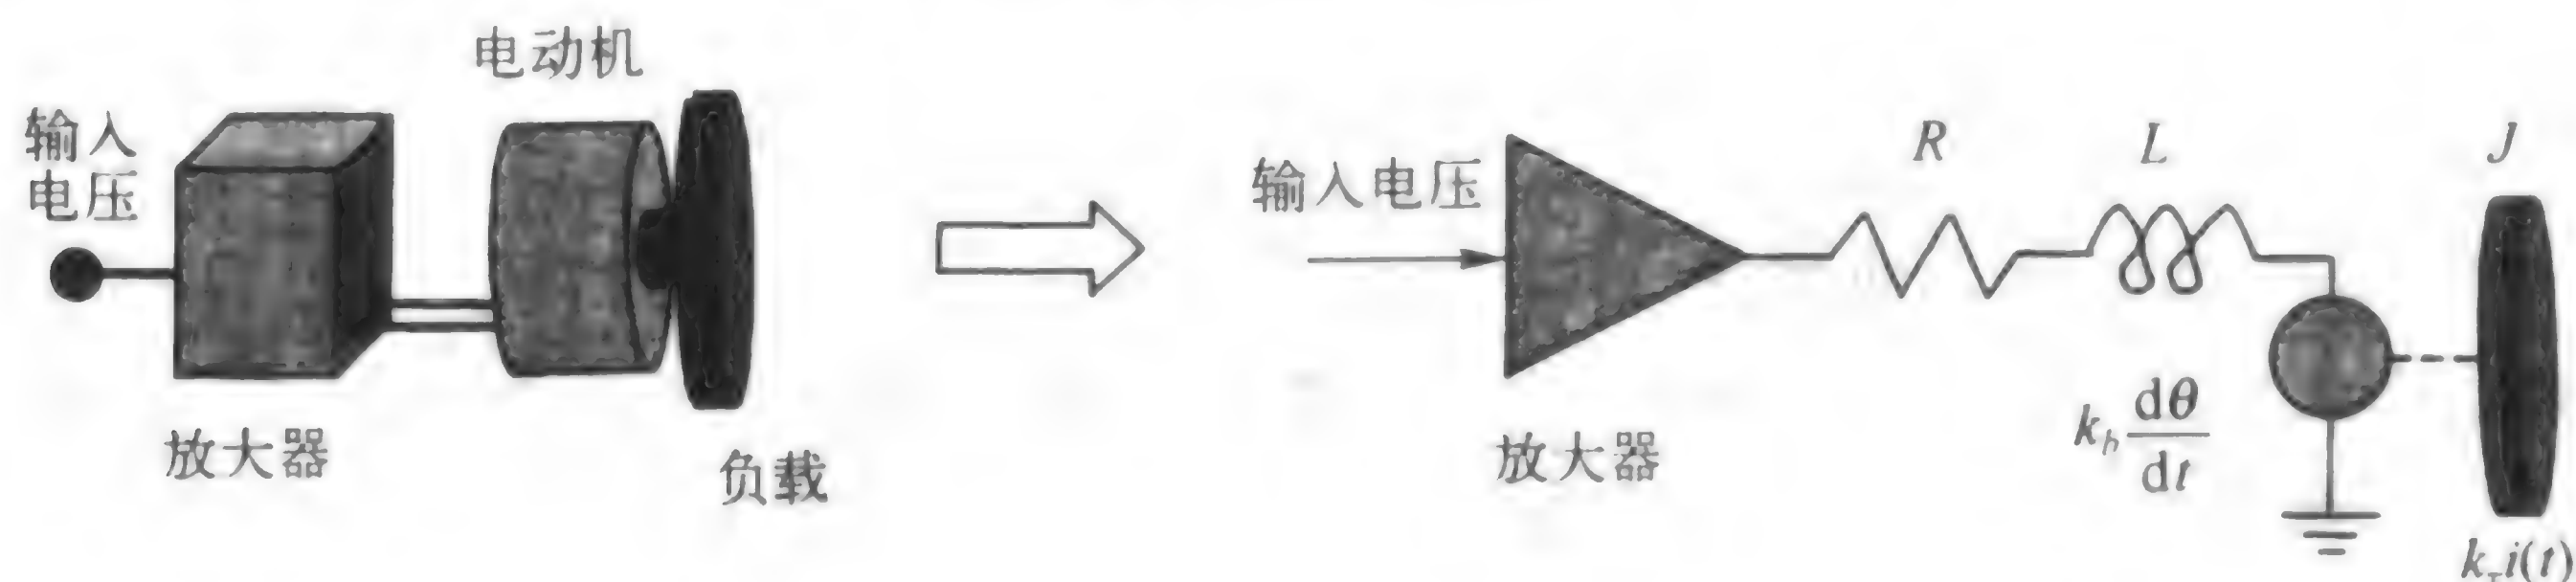 电动机
输入
电压
放大器
负载
输入电压
R
L
J
放大器
k_b dθ/dt
k_T i(t)